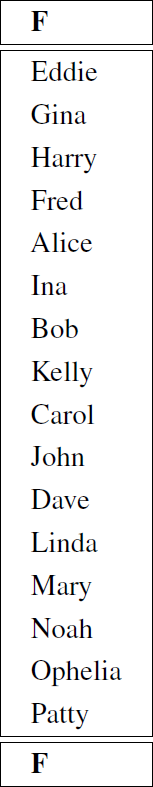 F
Eddie
Gina
Harry
Fred
Alice
Ina
Bob
Kelly
Carol
John
Dave
Linda
Mary
Noah
Ophelia
Patty
F